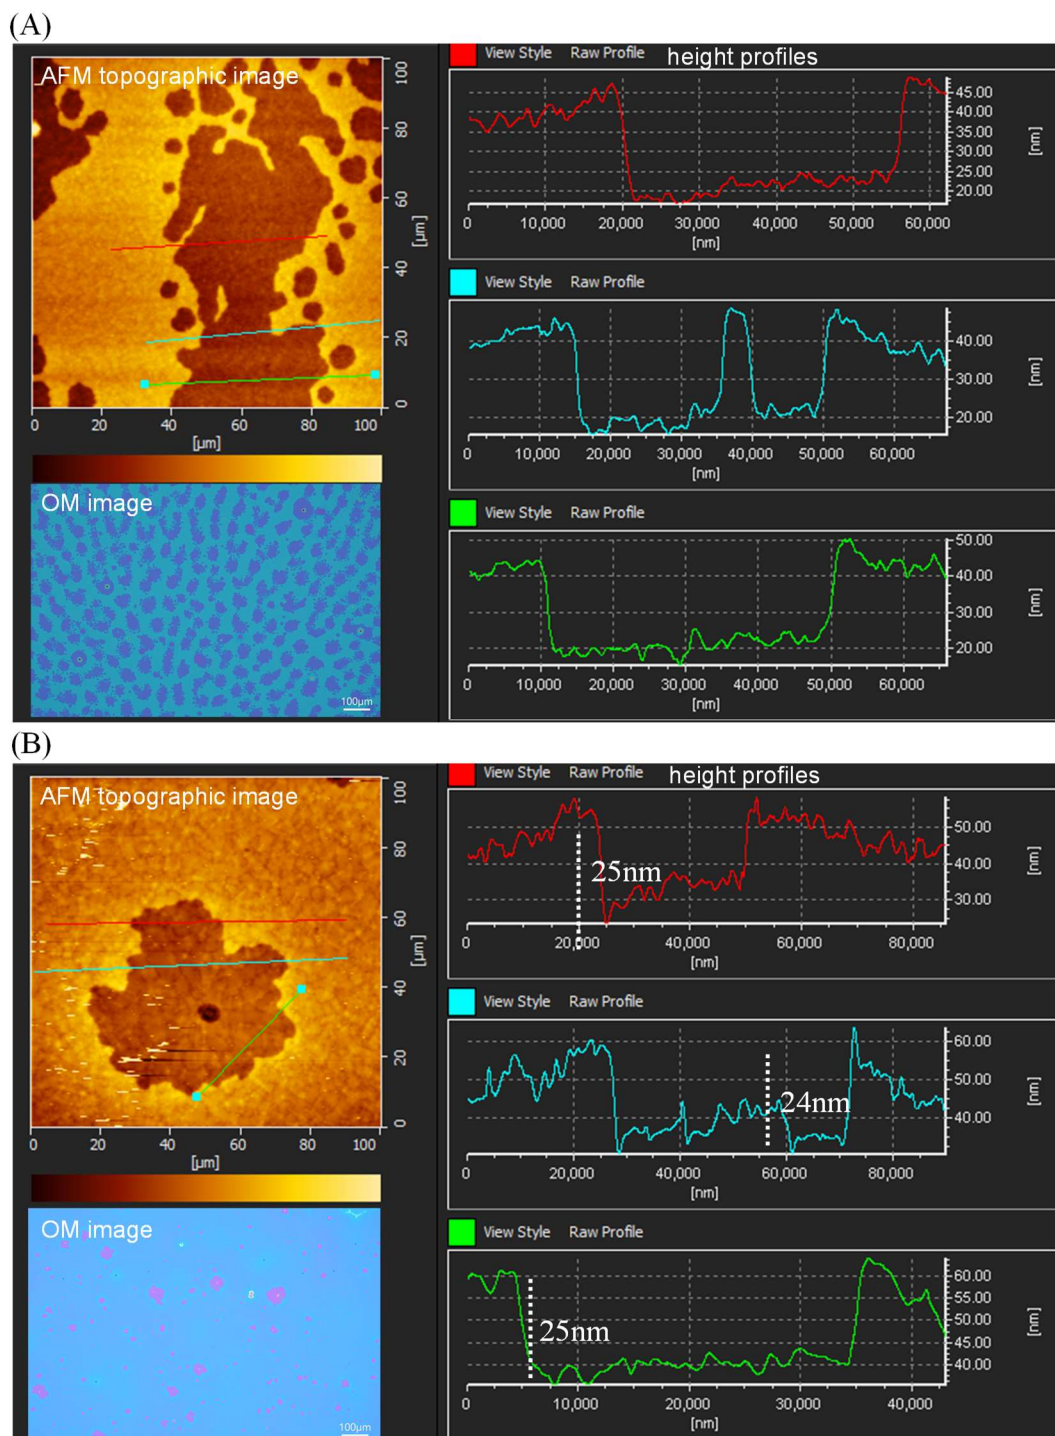 (A)
AFM topographic image
100
80
60
40
20
0
[µm]
0 20 40 60 80 100
[µm]
OM image
100µm
View Style Raw Profile height profiles
45.00
40.00
35.00
30.00
25.00
20.00
[nm]
0 10,000 20,000 30,000 40,000 50,000 60,000
[nm]
View Style Raw Profile
40.00
30.00
20.00
[nm]
0 10,000 20,000 30,000 40,000 50,000 60,000
[nm]
View Style Raw Profile
50.00
40.00
30.00
20.00
[nm]
0 10,000 20,000 30,000 40,000 50,000 60,000
[nm]
(B)
AFM topographic image
100
80
60
40
20
0
[µm]
0 20 40 60 80 100
[µm]
OM image
100µm
View Style Raw Profile height profiles
50.00
40.00
30.00
[nm]
25nm
0 20,000 40,000 60,000 80,000
[nm]
View Style Raw Profile
60.00
50.00
40.00
[nm]
24nm
0 20,000 40,000 60,000 80,000
[nm]
View Style Raw Profile
60.00
55.00
50.00
45.00
40.00
[nm]
25nm
0 10,000 20,000 30,000 40,000
[nm]